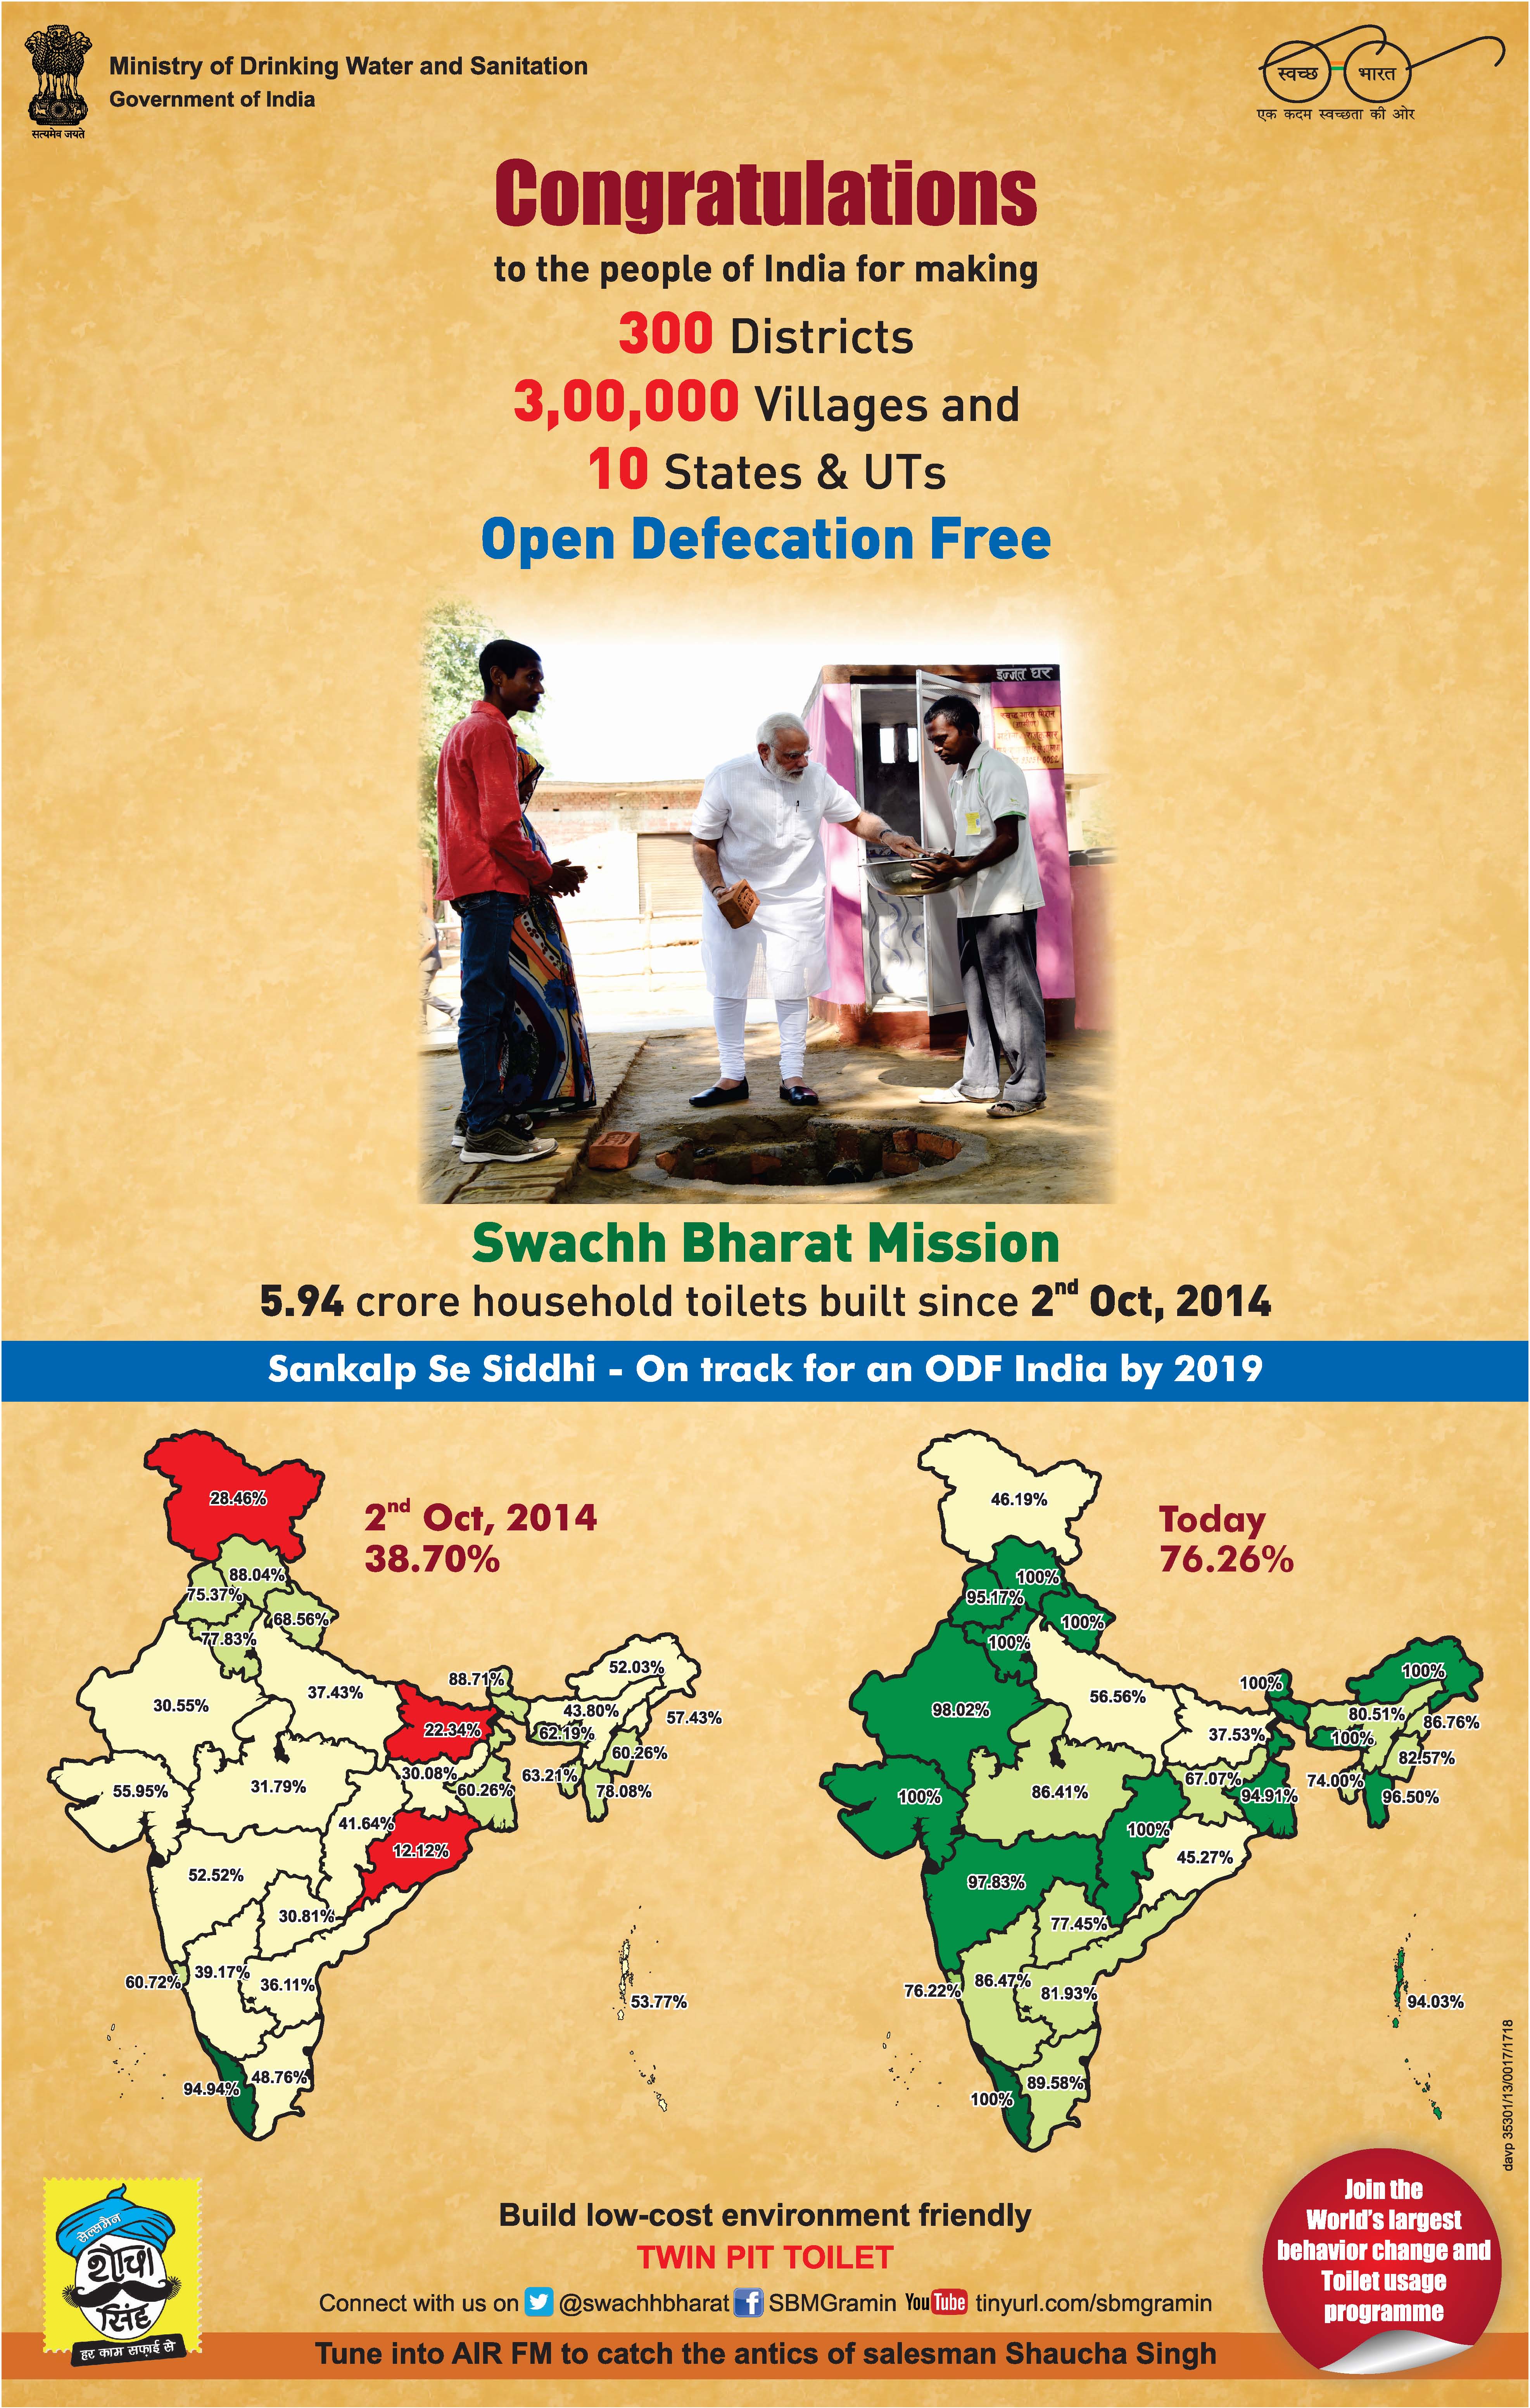 सत्यमेव जयते
Ministry of Drinking Water and Sanitation
Government of India
स्वच्छ भारत
एक कदम स्वच्छता की ओर
Congratulations
to the people of India for making
300 Districts
3,00,000 Villages and
10 States & UTs
Open Defecation Free
इज्जत घर
Swachh Bharat Mission
5.94 crore household toilets built since 2nd Oct, 2014
Sankalp Se Siddhi - On track for an ODF India by 2019
2nd Oct, 2014
38.70%
28.46%
88.04%
75.37%
68.56%
77.83%
30.55%
37.43%
88.71%
52.03%
43.80%
57.43%
22.34%
62.19%
60.26%
30.08%
63.21%
55.95%
31.79%
60.26%
78.08%
41.64%
12.12%
52.52%
30.81%
60.72%
39.17%
36.11%
53.77%
94.94%
48.76%
Today
76.26%
46.19%
100%
95.17%
100%
100%
98.02%
56.56%
100%
100%
80.51%
86.76%
37.53%
100%
82.57%
67.07%
74.00%
100%
86.41%
94.91%
96.50%
100%
45.27%
97.83%
77.45%
76.22%
86.47%
81.93%
94.03%
100%
89.58%
davp 35301/13/0017/1718
सेल्समैन
शौचा
सिंह
हर काम सफ़ाई से
Build low-cost environment friendly
TWIN PIT TOILET
Connect with us on @swachhbharat f SBMGramin YouTube tinyurl.com/sbmgramin
Tune into AIR FM to catch the antics of salesman Shaucha Singh
Join the
World's largest
behavior change and
Toilet usage
programme